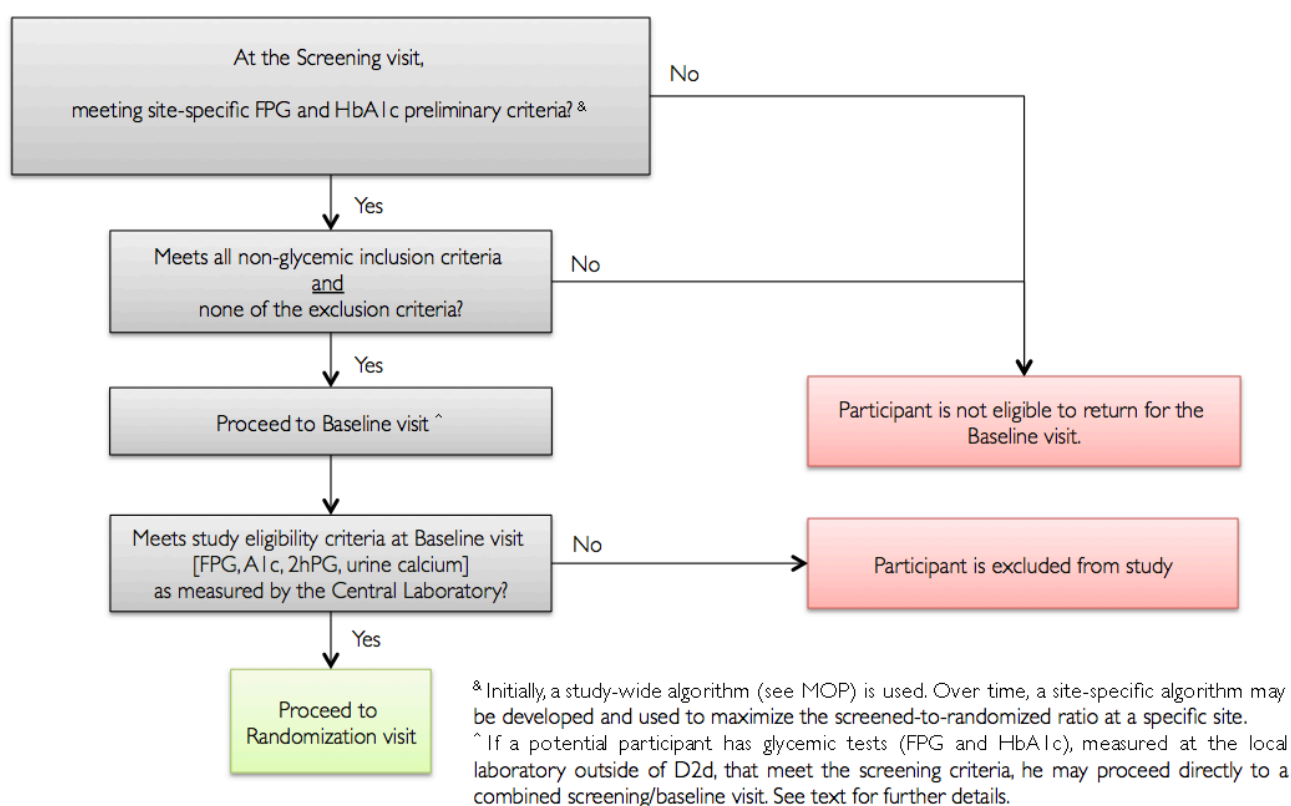 At the Screening visit,
meeting site-specific FPG and HbA1c preliminary criteria? &
No
Yes
Meets all non-glycemic inclusion criteria
and
none of the exclusion criteria?
No
Yes
Proceed to Baseline visit ^
Participant is not eligible to return for the
Baseline visit.
Meets study eligibility criteria at Baseline visit
[FPG, A1c, 2hPG, urine calcium]
as measured by the Central Laboratory?
No
Participant is excluded from study
Yes
Proceed to
Randomization visit
& Initially, a study-wide algorithm (see MOP) is used. Over time, a site-specific algorithm may
be developed and used to maximize the screened-to-randomized ratio at a specific site.
^ If a potential participant has glycemic tests (FPG and HbA1c), measured at the local
laboratory outside of D2d, that meet the screening criteria, he may proceed directly to a
combined screening/baseline visit. See text for further details.